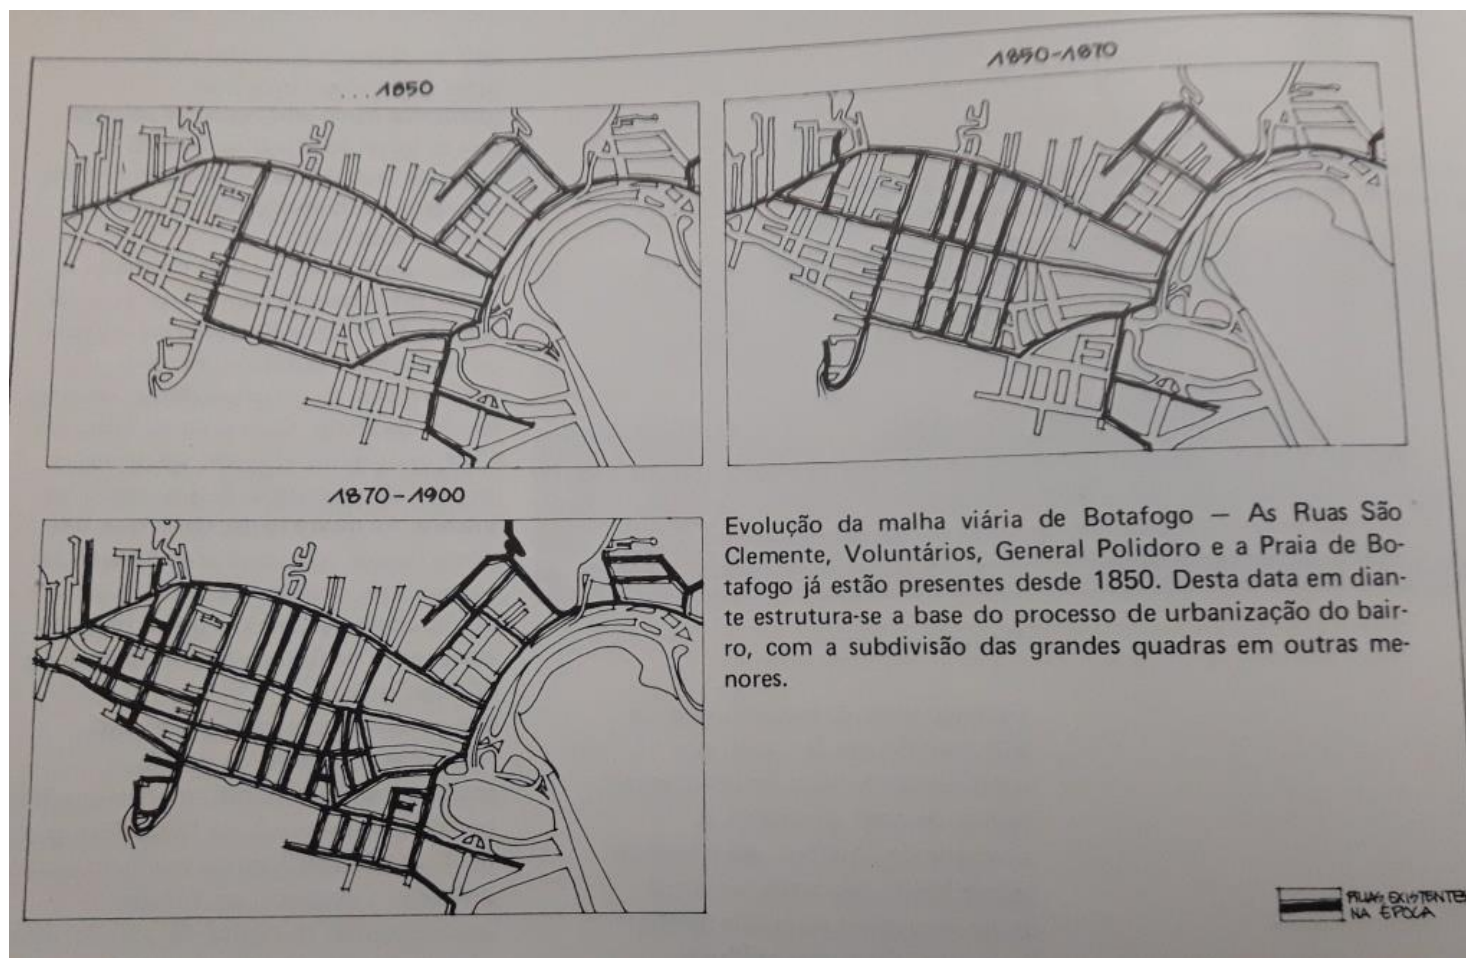 ...1850
1850-1870
1870-1900
Evolução da malha viária de Botafogo — As Ruas São
Clemente, Voluntários, General Polidoro e a Praia de Bo-
tafogo já estão presentes desde 1850. Desta data em dian-
te estrutura-se a base do processo de urbanização do bair-
ro, com a subdivisão das grandes quadras em outras me-
nores.
RUAS EXISTENTES
NA ÉPOCA